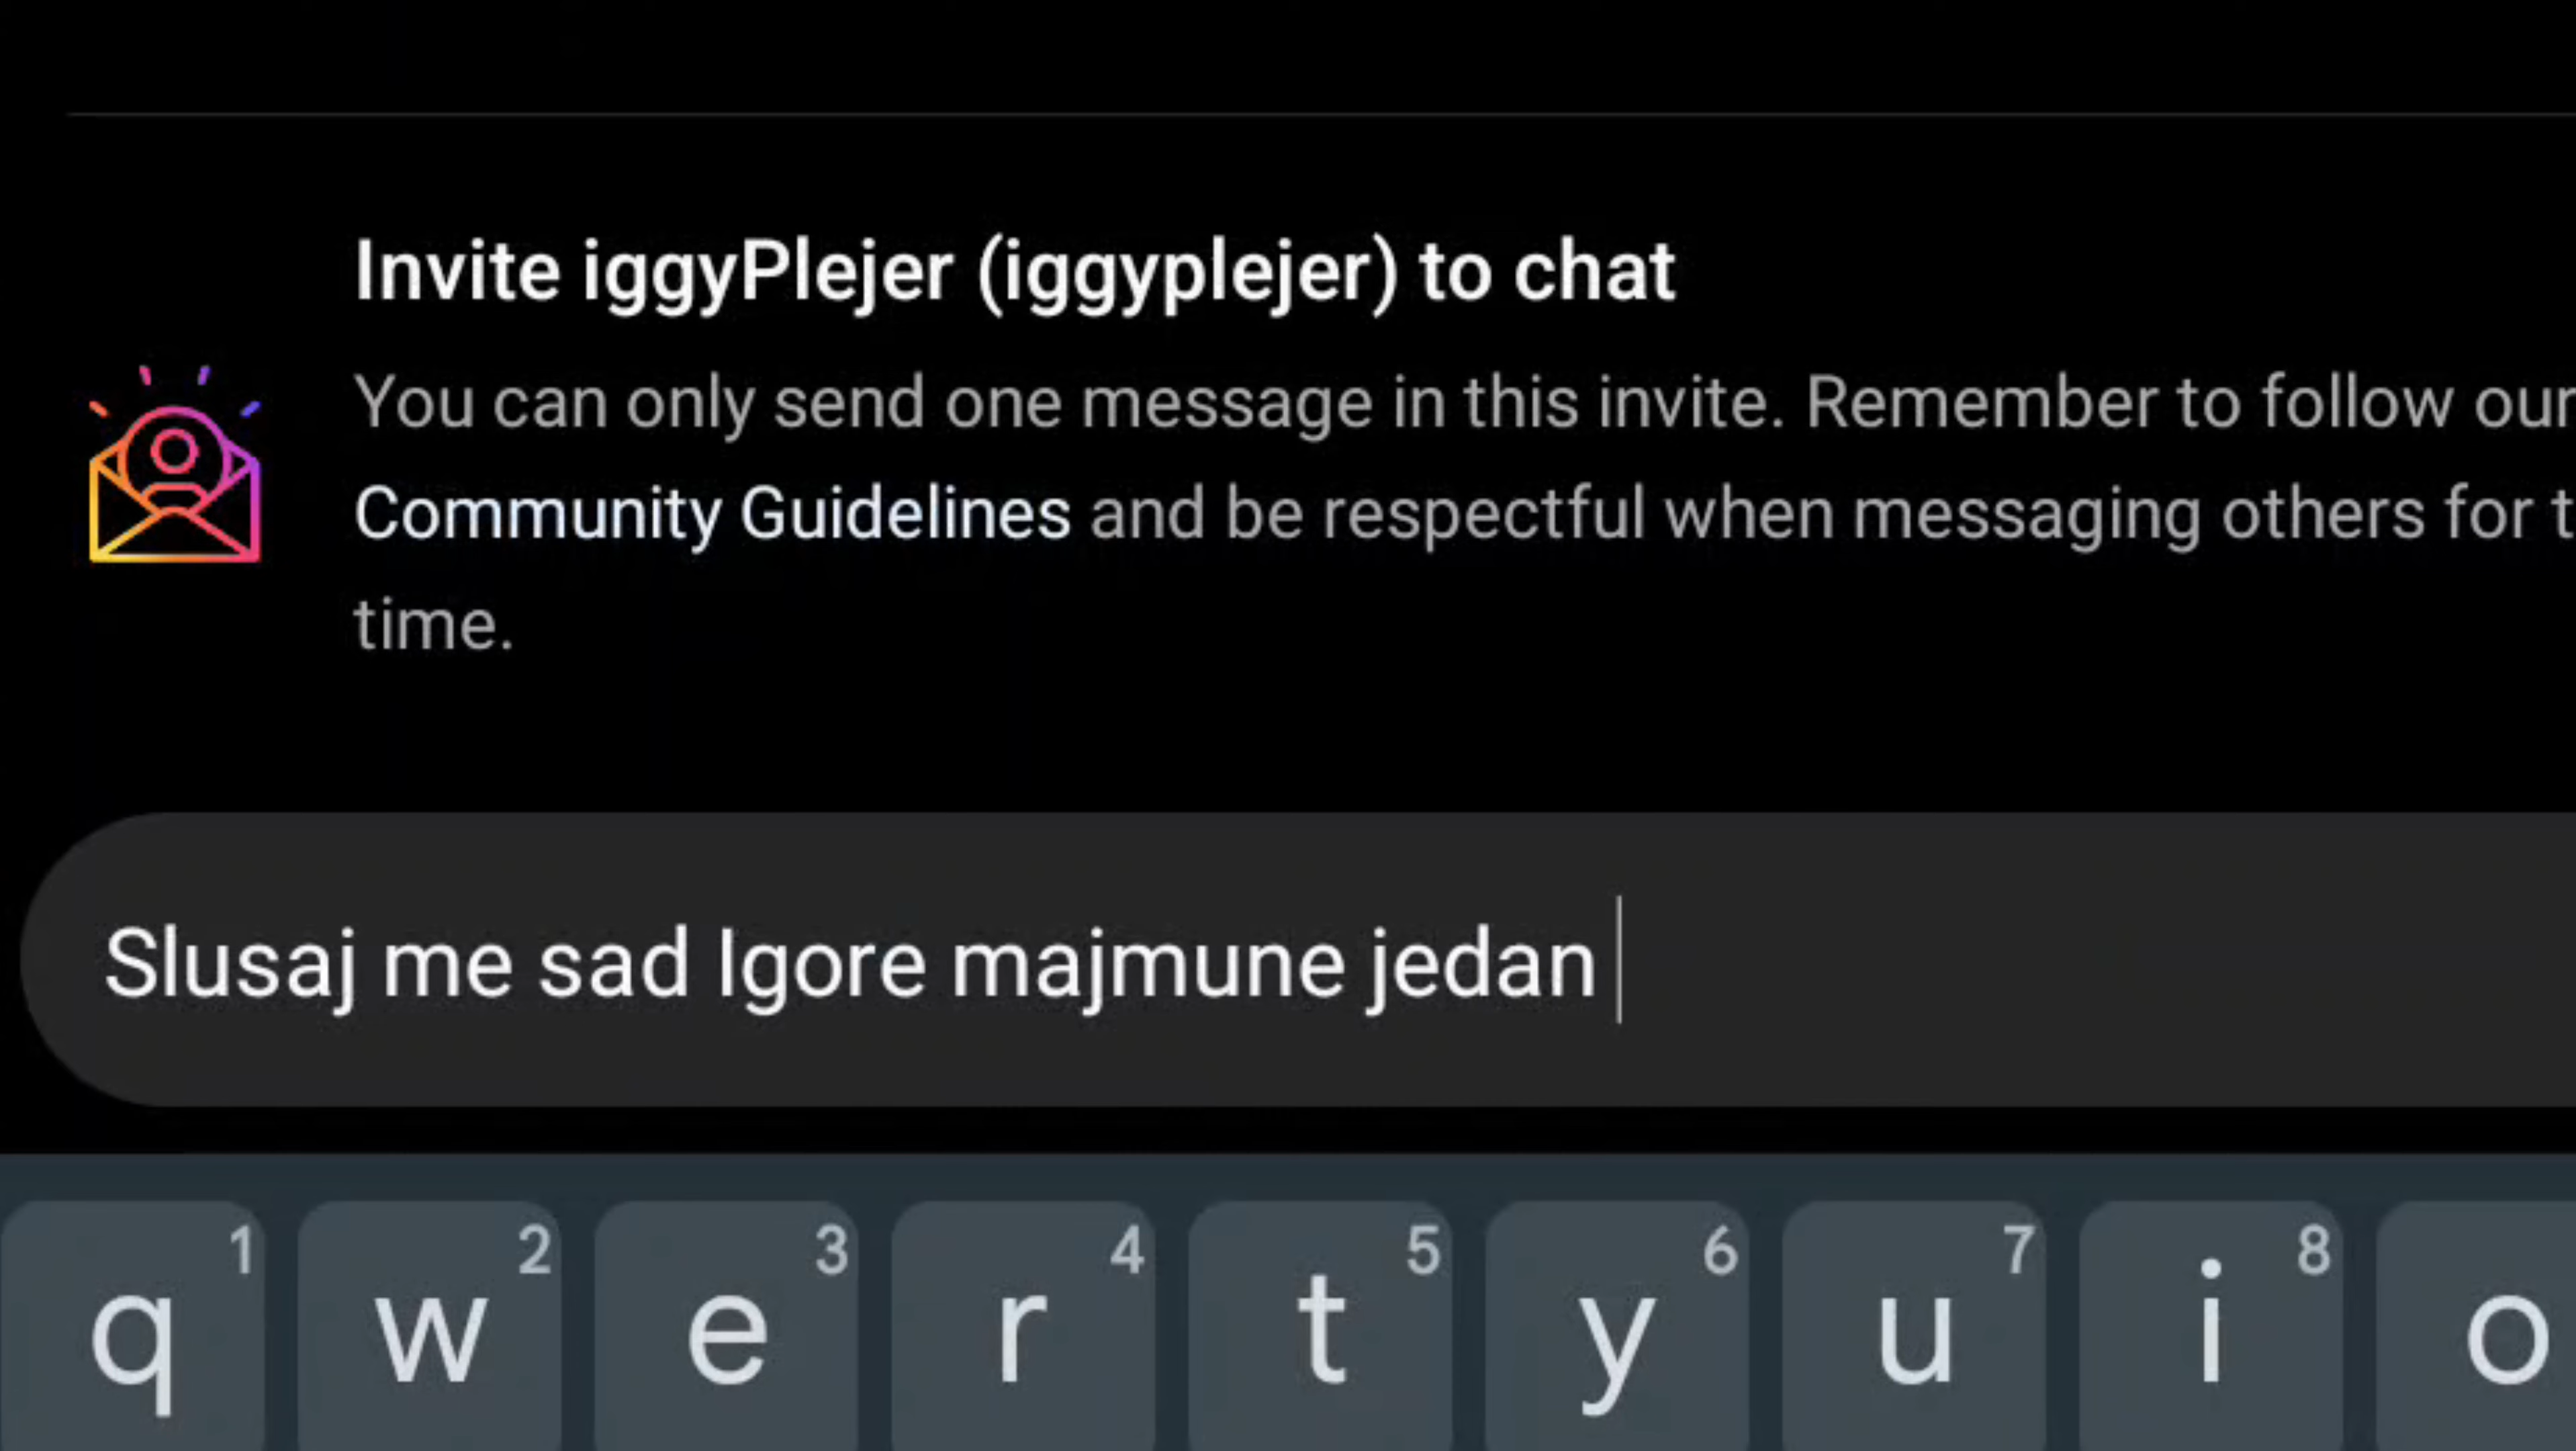 Invite iggyPlejer (iggyplejer) to chat
You can only send one message in this invite. Remember to follow our
Community Guidelines and be respectful when messaging others for
time.
Slusaj me sad Igore majmune jedan
1 2 3 4 5 6 7 8
q w e r t y u i o